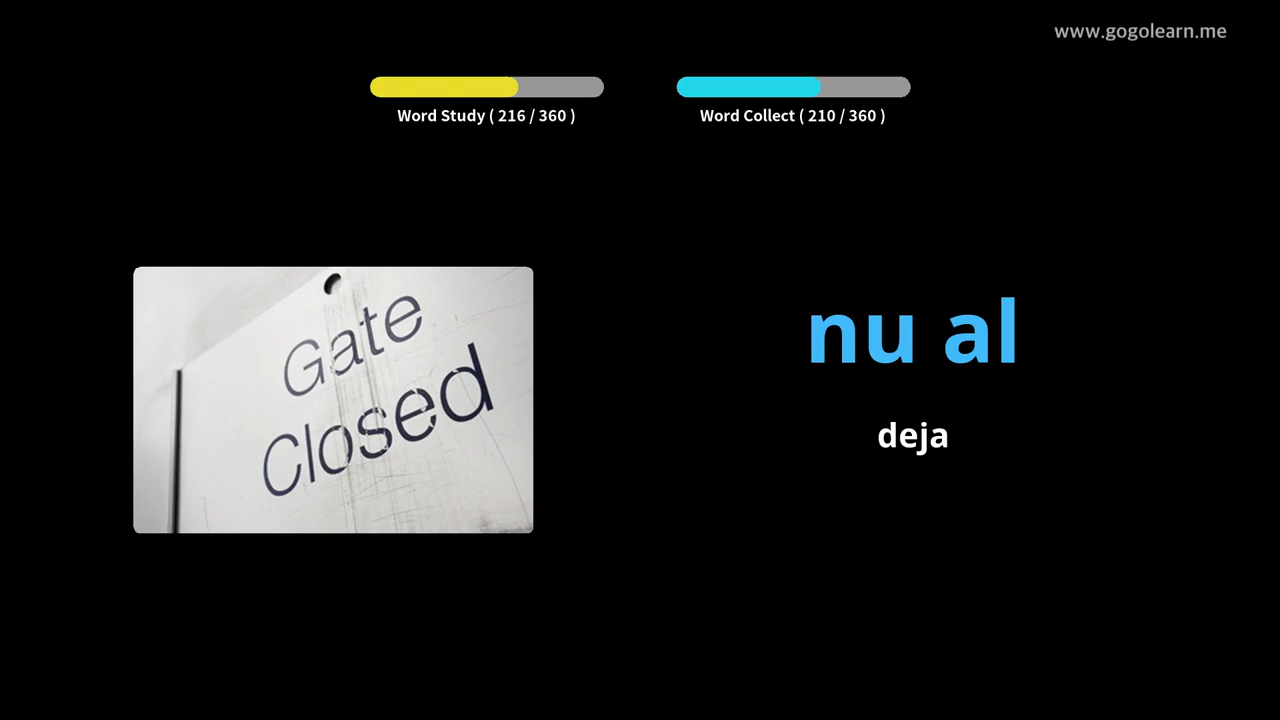 www.gogolearn.me
Word Study ( 216 / 360 )
Word Collect ( 210 / 360 )
Gate
Closed
nu al
deja